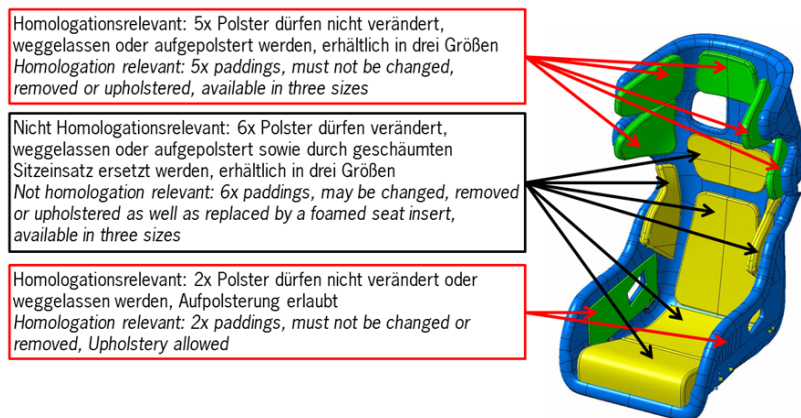 Homologationsrelevant: 5x Polster dürfen nicht verändert,
weggelassen oder aufgepolstert werden, erhältlich in drei Größen
Homologation relevant: 5x paddings, must not be changed,
removed or upholstered, available in three sizes
Nicht Homologationsrelevant: 6x Polster dürfen verändert,
weggelassen oder aufgepolstert sowie durch geschäumten
Sitzeinsatz ersetzt werden, erhältlich in drei Größen
Not homologation relevant: 6x paddings, may be changed, removed
or upholstered as well as replaced by a foamed seat insert,
available in three sizes
Homologationsrelevant: 2x Polster dürfen nicht verändert oder
weggelassen werden, Aufpolsterung erlaubt
Homologation relevant: 2x paddings, must not be changed or
removed, Upholstery allowed